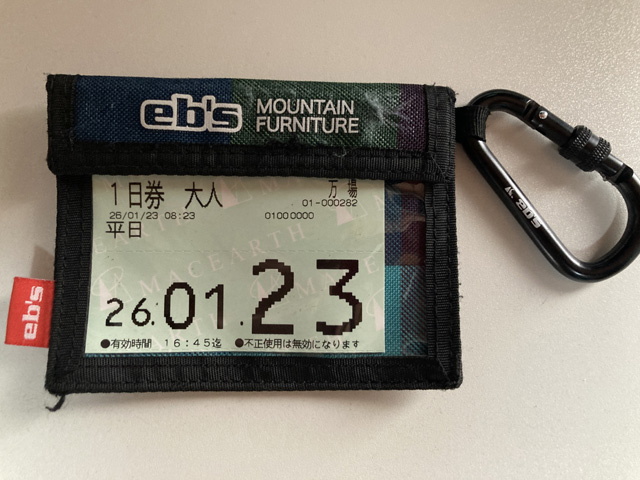 eb's MOUNTAIN FURNITURE
1日券 大人 万場
26/01/23 08:23 01000000 01-000282
平日
MACEARTH
26.01.23
●有効時間 16:45迄 ●不正使用は無効になります
eb's
eb's